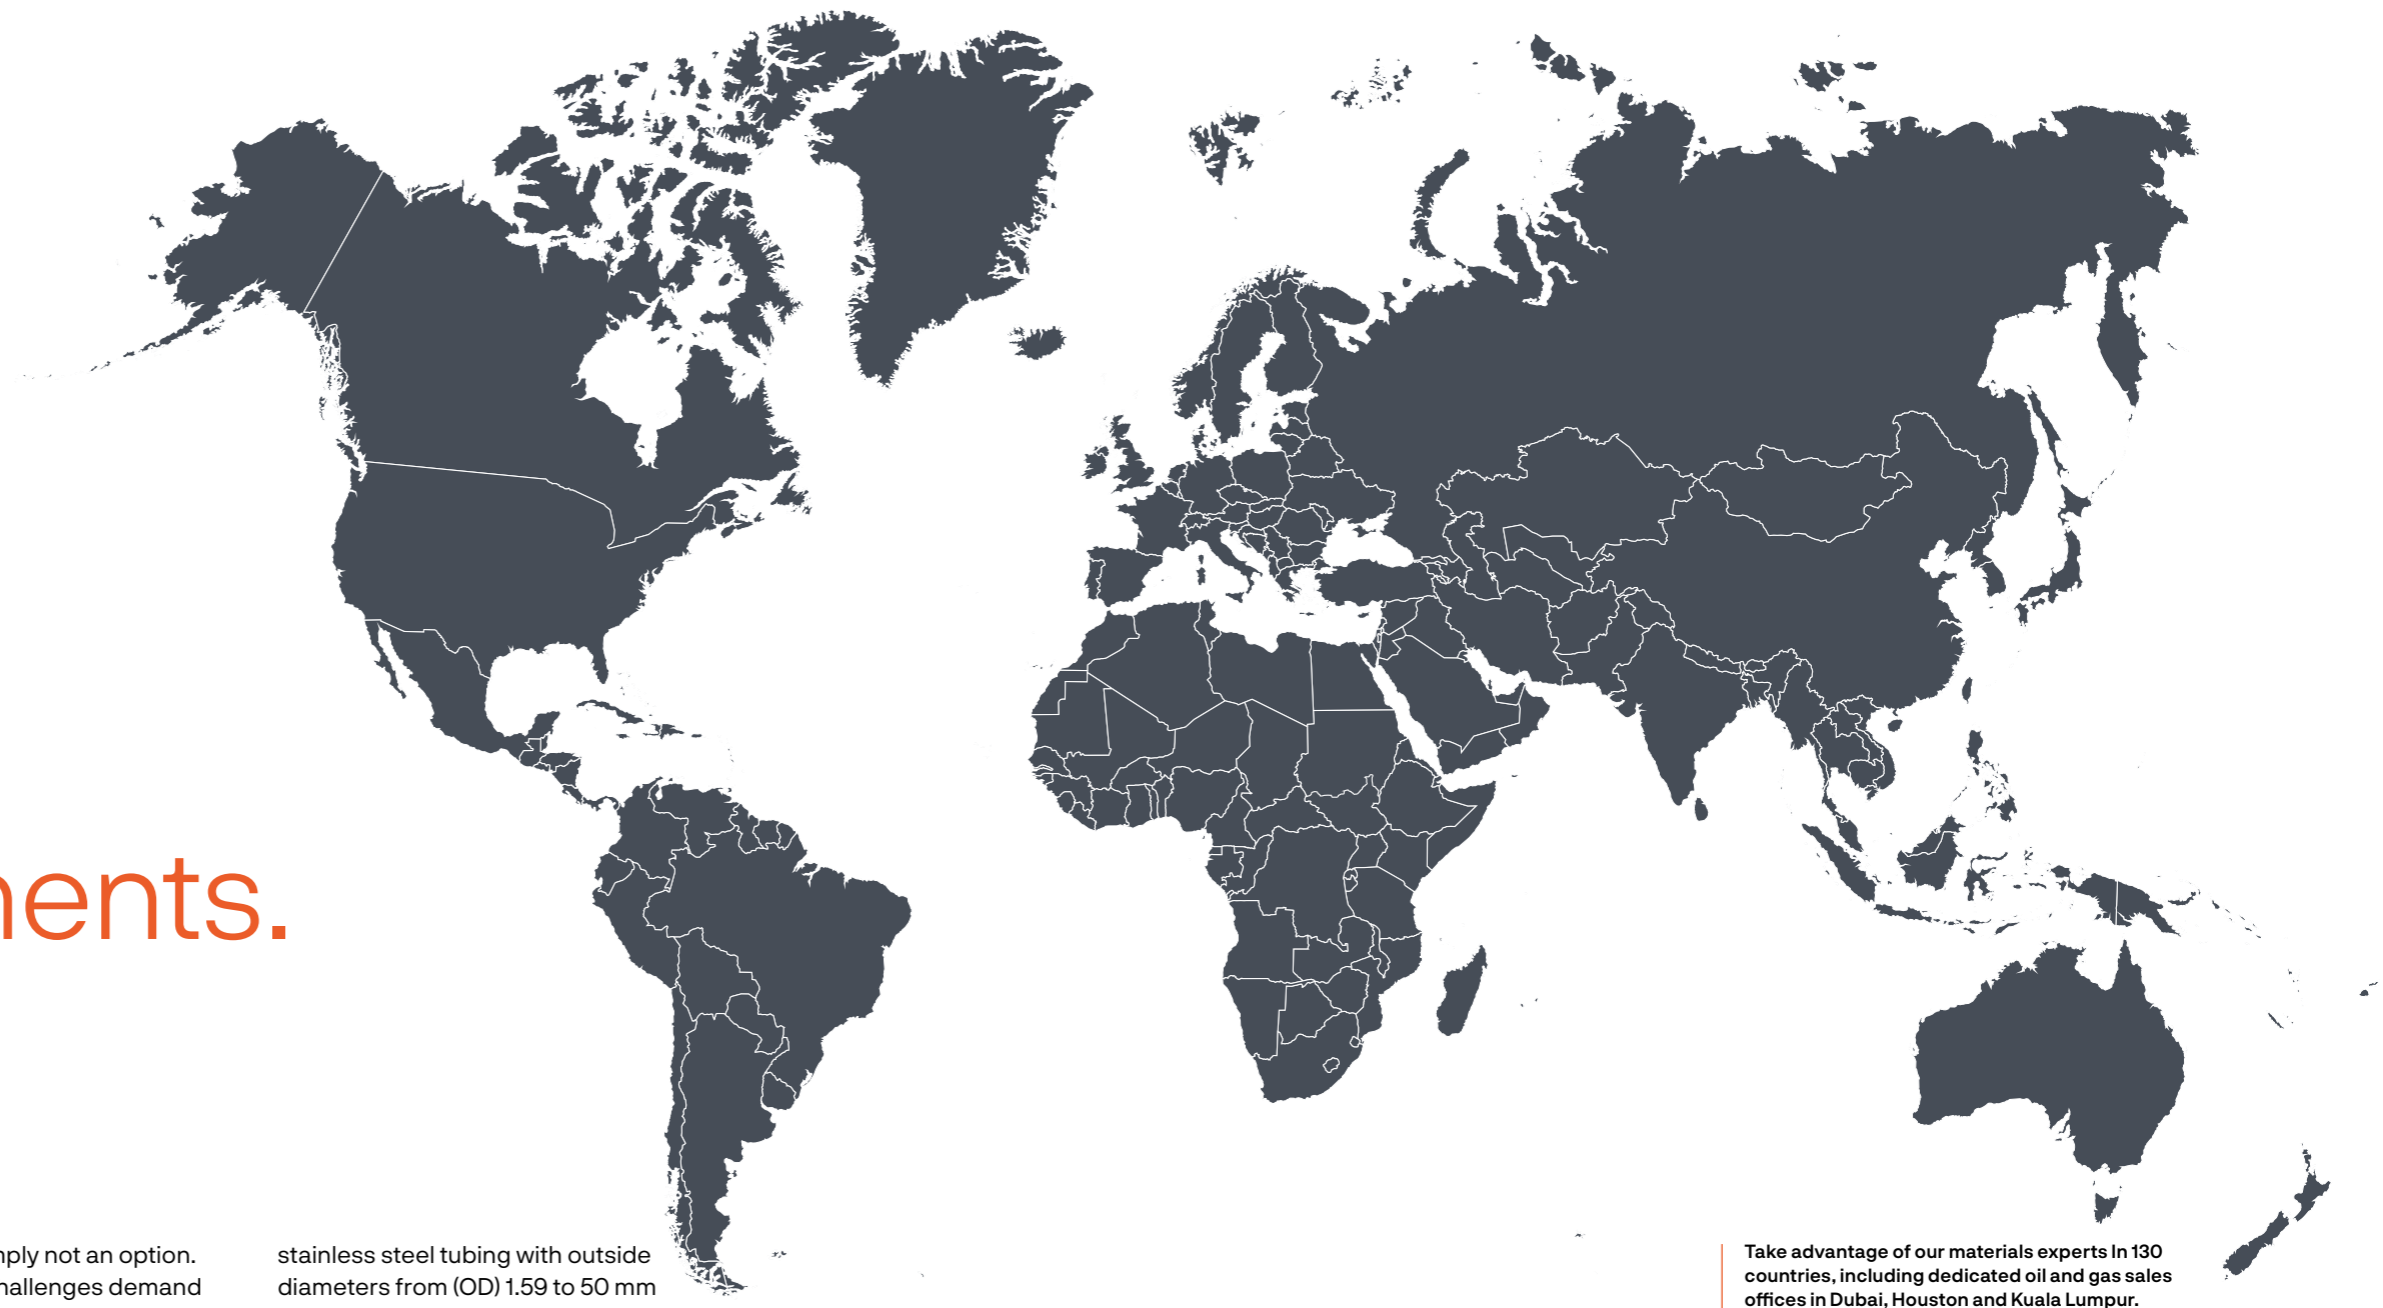 nents.
mply not an option.
hallenges demand
stainless steel tubing with outside
diameters from (OD) 1.59 to 50 mm
Take advantage of our materials experts In 130
countries, including dedicated oil and gas sales
offices in Dubai, Houston and Kuala Lumpur.